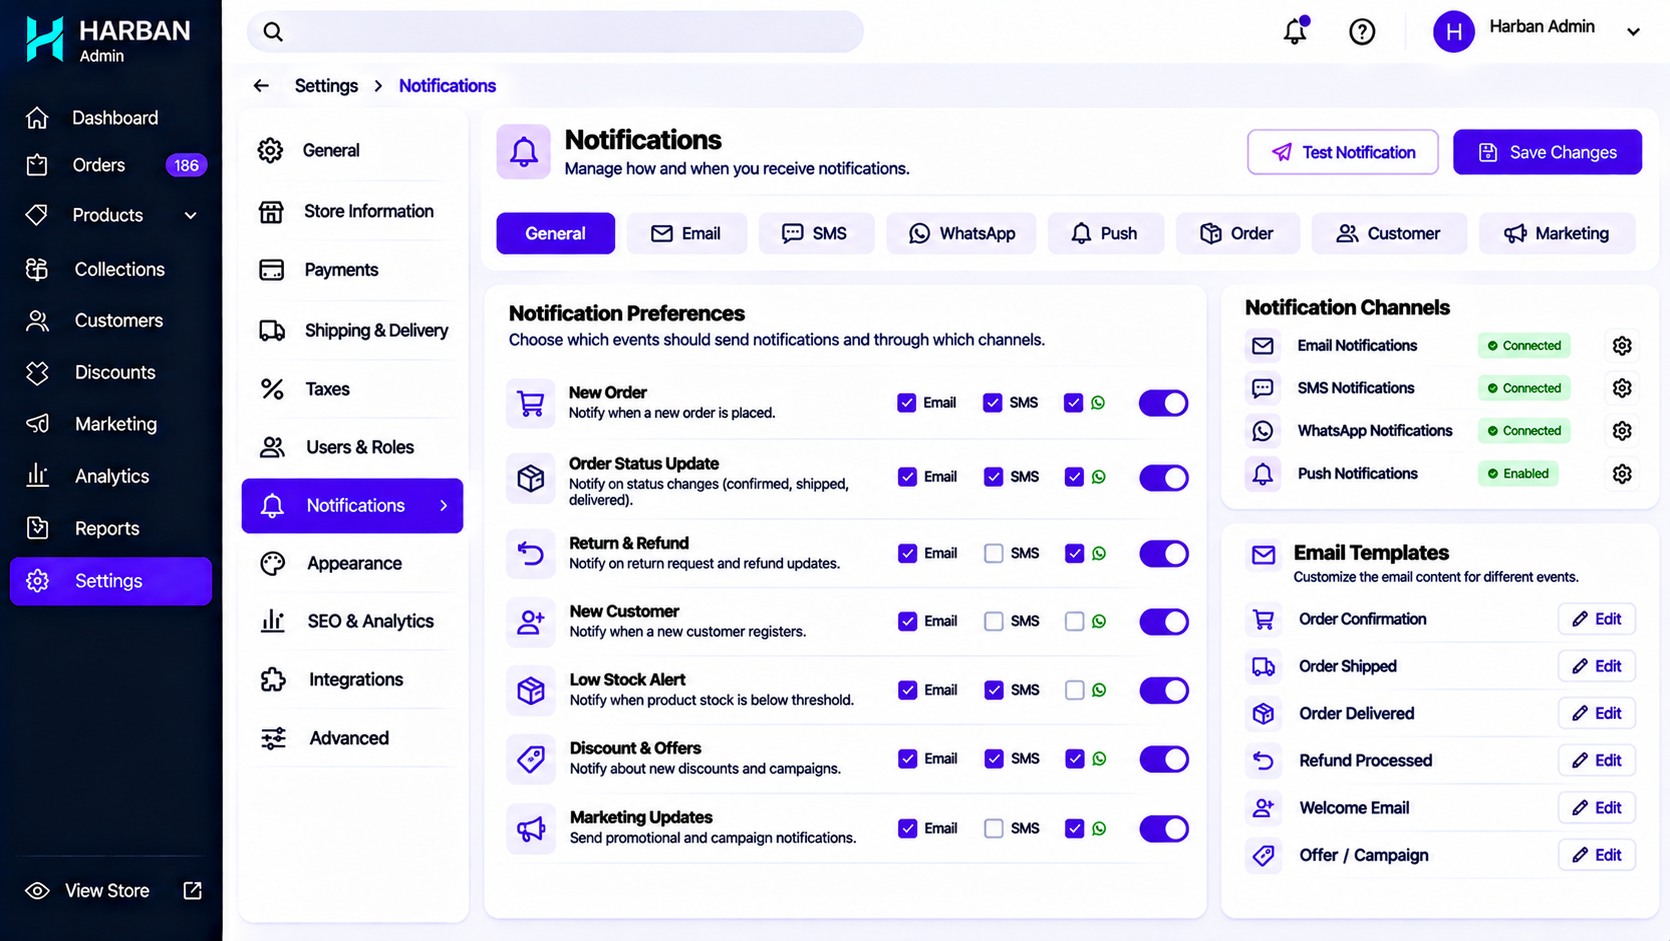 HARBAN
Admin
Dashboard
Orders 186
Products
Collections
Customers
Discounts
Marketing
Analytics
Reports
Settings
View Store
H Harban Admin
Settings > Notifications
General
Store Information
Payments
Shipping & Delivery
Taxes
Users & Roles
Notifications
Appearance
SEO & Analytics
Integrations
Advanced
Notifications
Manage how and when you receive notifications.
Test Notification
Save Changes
General
Email
SMS
WhatsApp
Push
Order
Customer
Marketing
Notification Preferences
Choose which events should send notifications and through which channels.
New Order
Notify when a new order is placed.
Email SMS
Order Status Update
Notify on status changes (confirmed, shipped,
delivered).
Email SMS
Return & Refund
Notify on return request and refund updates.
Email SMS
New Customer
Notify when a new customer registers.
Email SMS
Low Stock Alert
Notify when product stock is below threshold.
Email SMS
Discount & Offers
Notify about new discounts and campaigns.
Email SMS
Marketing Updates
Send promotional and campaign notifications.
Email SMS
Notification Channels
Email Notifications Connected
SMS Notifications Connected
WhatsApp Notifications Connected
Push Notifications Enabled
Email Templates
Customize the email content for different events.
Order Confirmation Edit
Order Shipped Edit
Order Delivered Edit
Refund Processed Edit
Welcome Email Edit
Offer / Campaign Edit